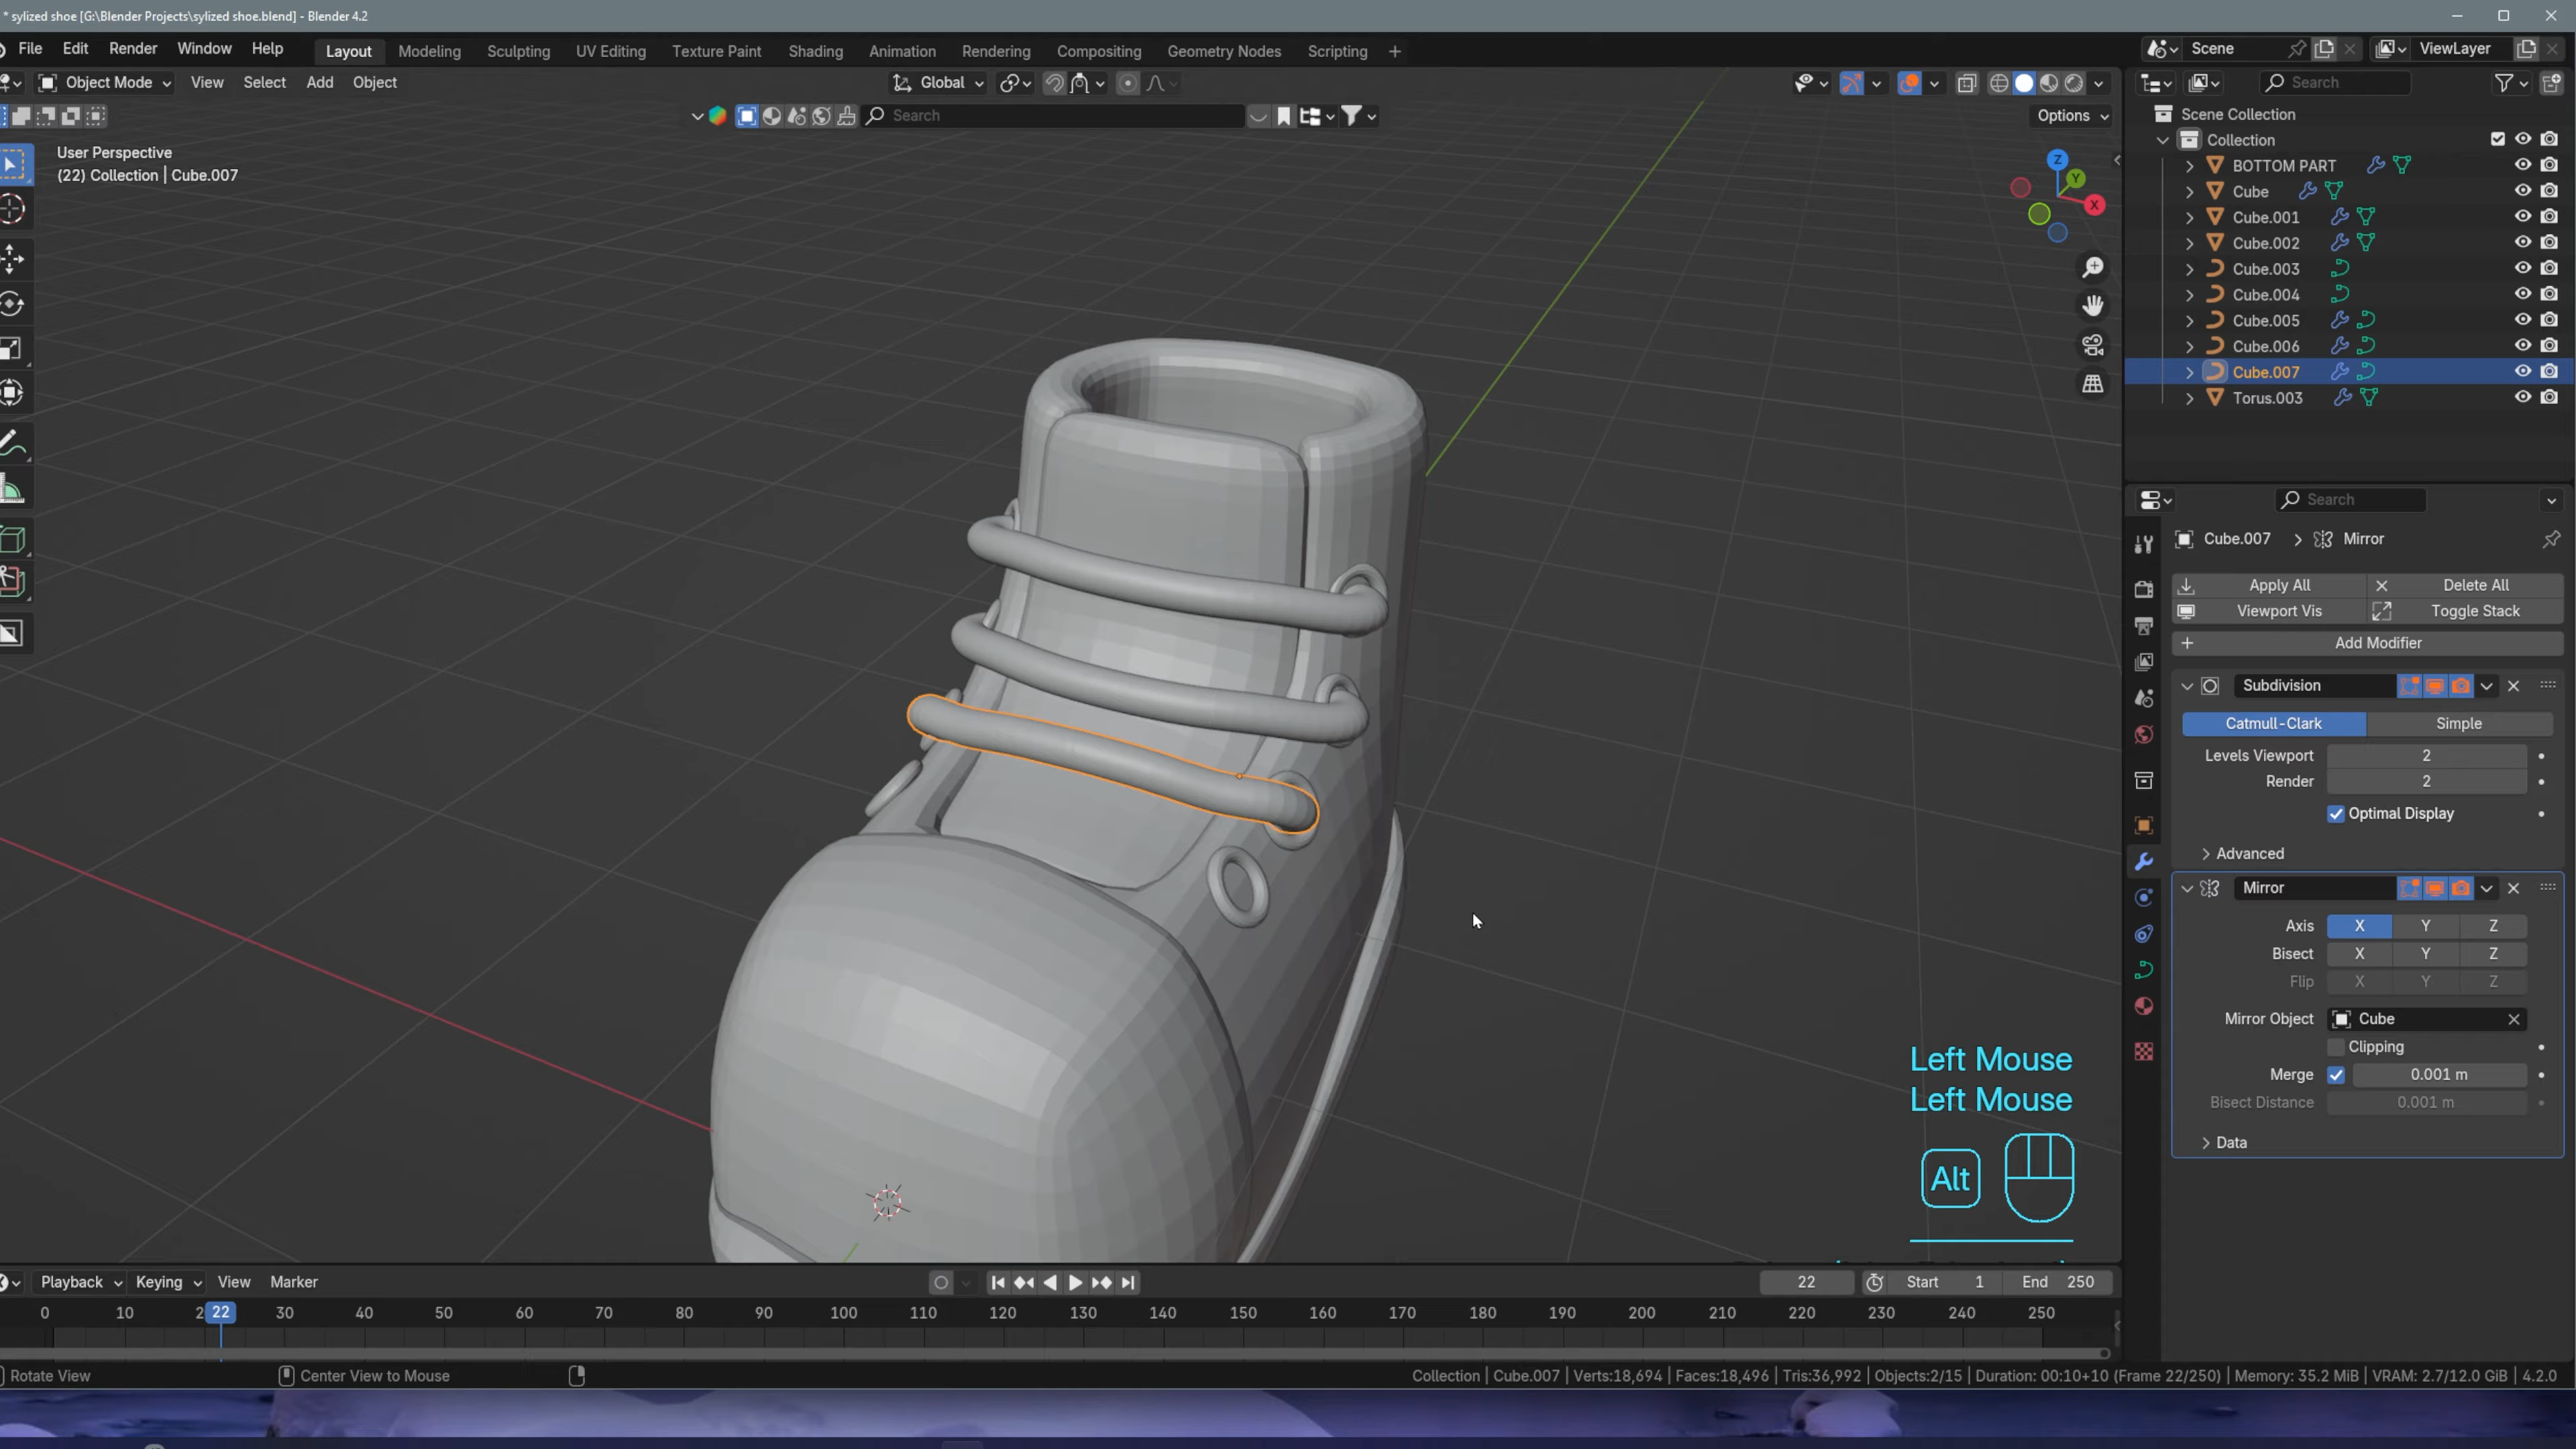 * sylized shoe [G:\Blender Projects\sylized shoe.blend] - Blender 4.2
File Edit Render Window Help Layout Modeling Sculpting UV Editing Texture Paint Shading Animation Rendering Compositing Geometry Nodes Scripting + Scene ViewLayer
Object Mode View Select Add Object Global Search
Search Options
User Perspective
(22) Collection | Cube.007
Z
Y
X
Scene Collection
Collection
BOTTOM PART
Cube
Cube.001
Cube.002
Cube.003
Cube.004
Cube.005
Cube.006
Cube.007
Torus.003
Search
Cube.007 > Mirror
Apply All Delete All
Viewport Vis Toggle Stack
+ Add Modifier
Subdivision
Catmull-Clark Simple
Levels Viewport 2
Render 2
Optimal Display
Advanced
Mirror
Axis X Y Z
Bisect X Y Z
Flip X Y Z
Mirror Object Cube
Clipping
Merge 0.001 m
Bisect Distance 0.001 m
Data
Left Mouse
Left Mouse
Alt
Playback Keying View Marker 22 Start 1 End 250
0 10 2 22 30 40 50 60 70 80 90 100 110 120 130 140 150 160 170 180 190 200 210 220 230 240 250
Rotate View Center View to Mouse Collection | Cube.007 | Verts:18,694 | Faces:18,496 | Tris:36,992 | Objects:2/15 | Duration: 00:10+10 (Frame 22/250) | Memory: 35.2 MiB | VRAM: 2.7/12.0 GiB | 4.2.0